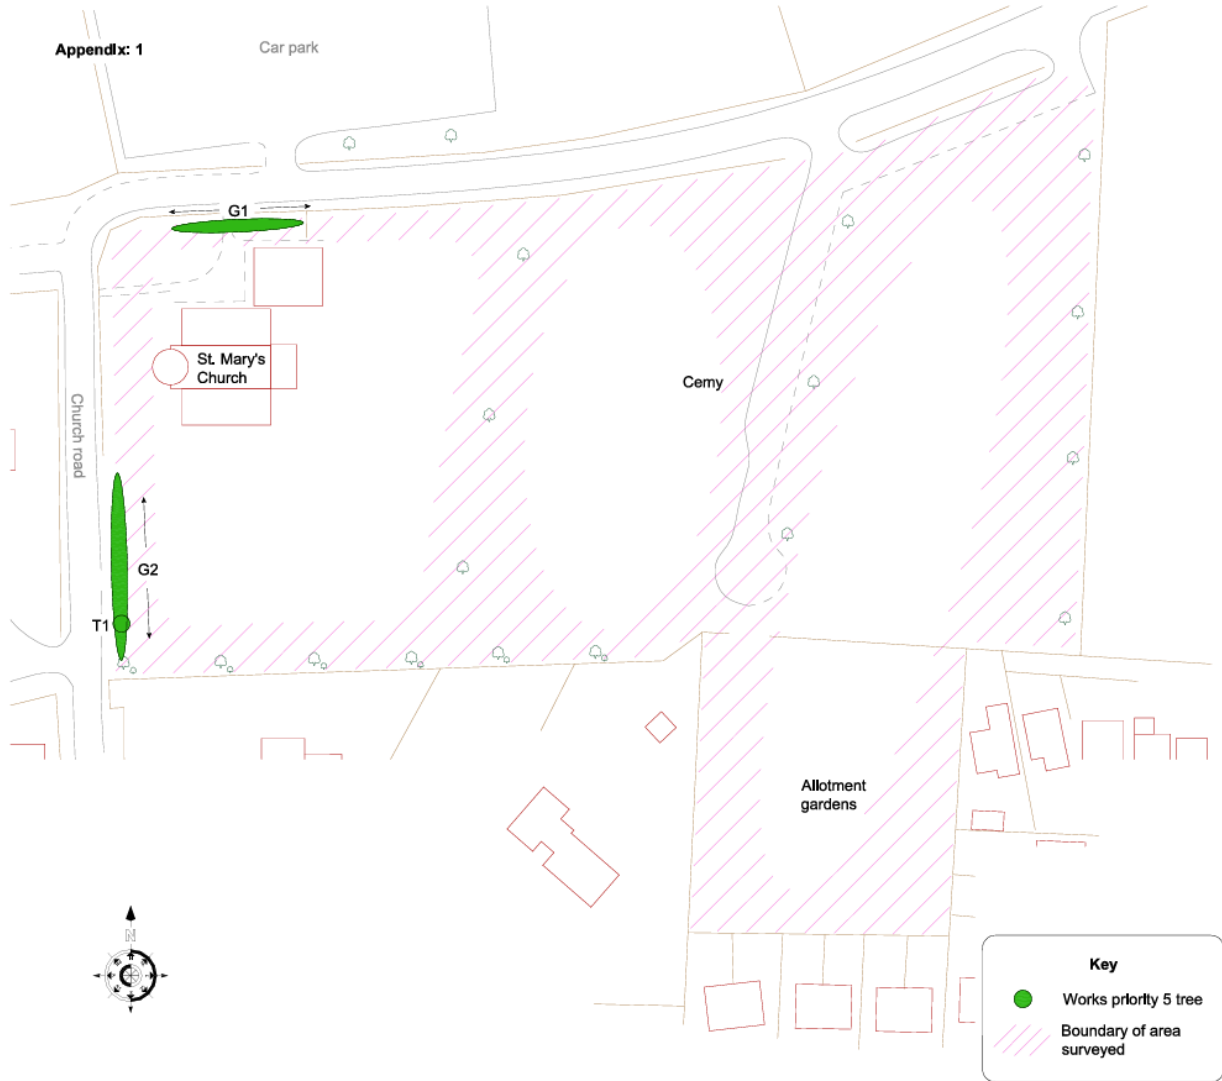 Appendix: 1
Car park
G1
St. Mary's
Church
Cemy
Church road
G2
T1
Allotment
gardens
N
Key
Works priority 5 tree
Boundary of area
surveyed